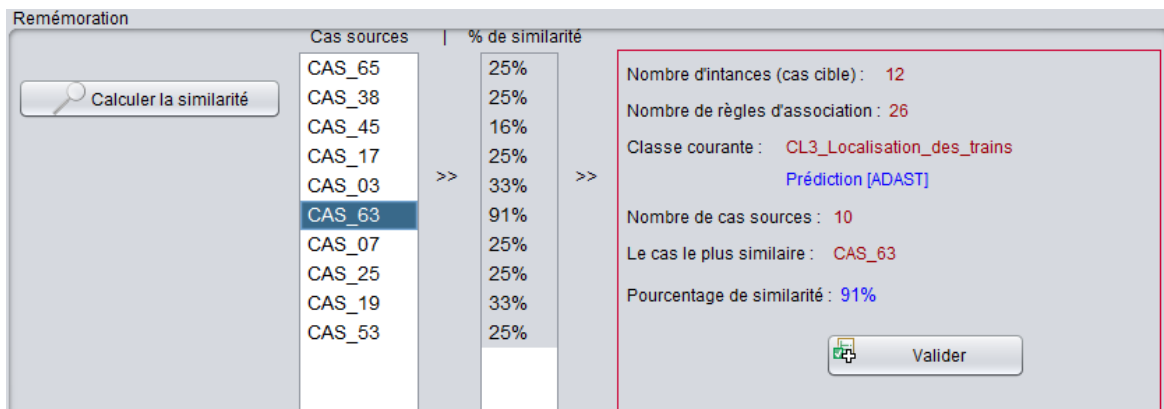 Remémoration
Cas sources | % de similarité
Calculer la similarité
CAS_65 25%
CAS_38 25%
CAS_45 16%
CAS_17 25%
CAS_03 33%
CAS_63 91%
CAS_07 25%
CAS_25 25%
CAS_19 33%
CAS_53 25%
>> >>
Nombre d'intances (cas cible) : 12
Nombre de règles d'association : 26
Classe courante : CL3_Localisation_des_trains
Prédiction [ADAST]
Nombre de cas sources : 10
Le cas le plus similaire : CAS_63
Pourcentage de similarité : 91%
Valider